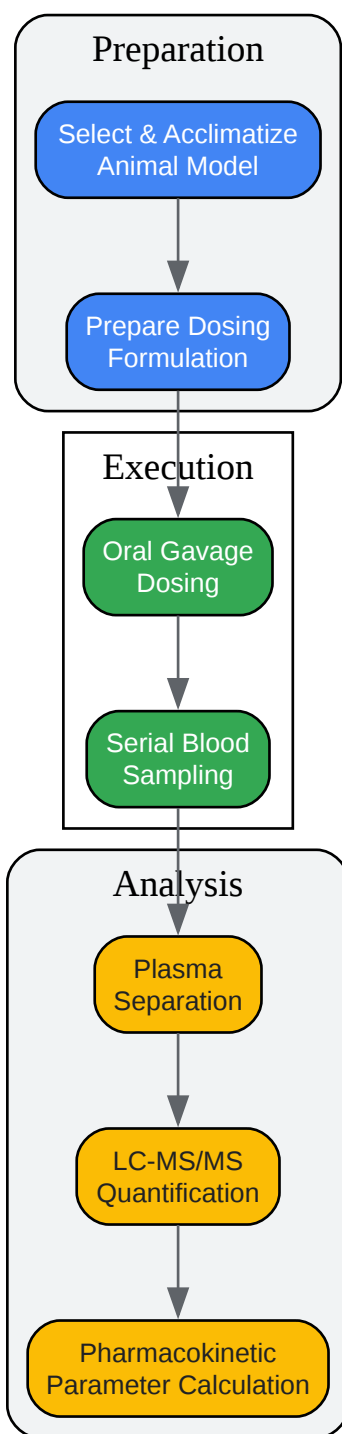 Preparation
Select & Acclimatize
Animal Model
Prepare Dosing
Formulation
Execution
Oral Gavage
Dosing
Serial Blood
Sampling
Analysis
Plasma
Separation
LC-MS/MS
Quantification
Pharmacokinetic
Parameter Calculation